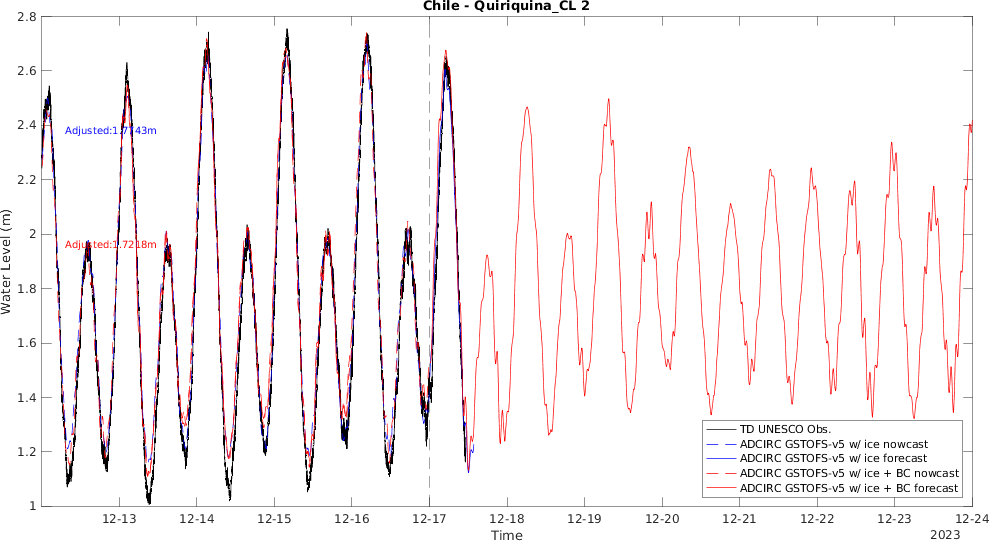 Chile - Quiriquina_CL 2
2.8
2.6
2.4
2.2
2
1.8
1.6
1.4
1.2
1
Water Level (m)
Adjusted:1.7743m
Adjusted:1.7218m
TD UNESCO Obs.
ADCIRC GSTOFS-v5 w/ ice nowcast
ADCIRC GSTOFS-v5 w/ ice forecast
ADCIRC GSTOFS-v5 w/ ice + BC nowcast
ADCIRC GSTOFS-v5 w/ ice + BC forecast
12-13 12-14 12-15 12-16 12-17 12-18 12-19 12-20 12-21 12-22 12-23 12-24
Time
2023